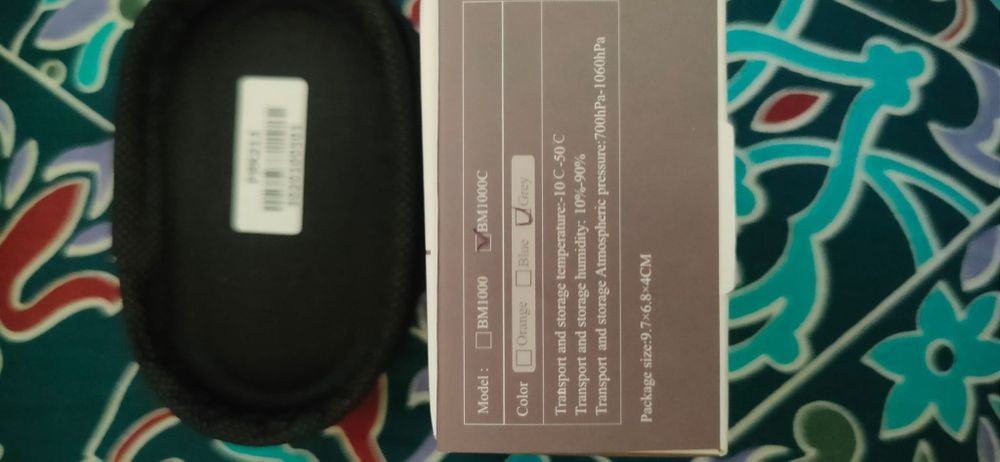 Model : BM1000 BM1000C
Color Orange Blue Grey
Transport and storage temperature:-10 C -50 C
Transport and storage humidity: 10%-90%
Transport and storage Atmospheric pressure:700hPa-1060hPa
Package size:9.7×6.8×4CM